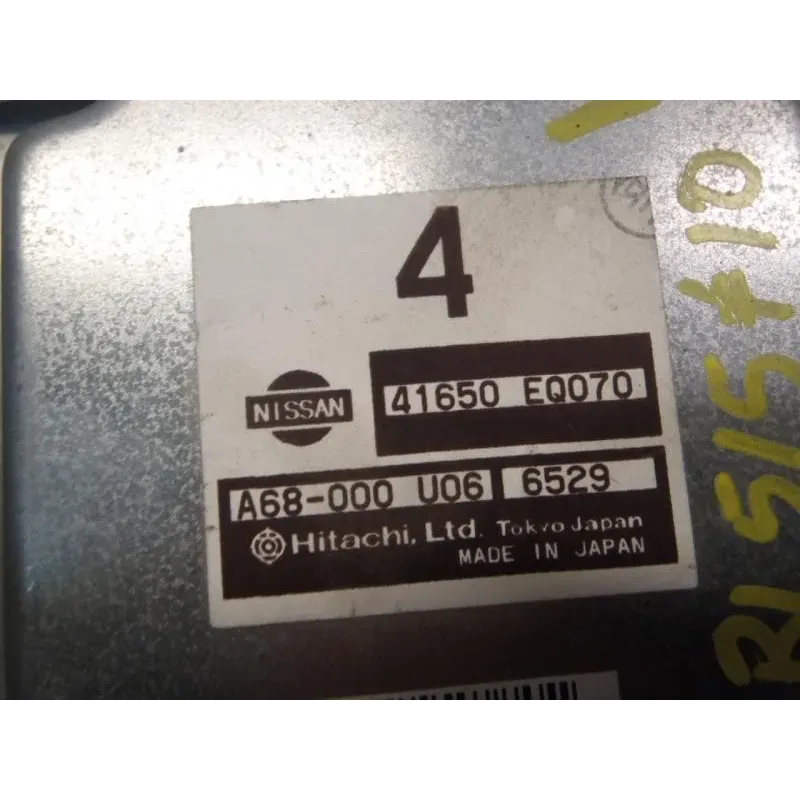 4
NISSAN
41650 EQ070
A68-000 U06 6529
Hitachi, Ltd. Tokyo Japan
MADE IN JAPAN